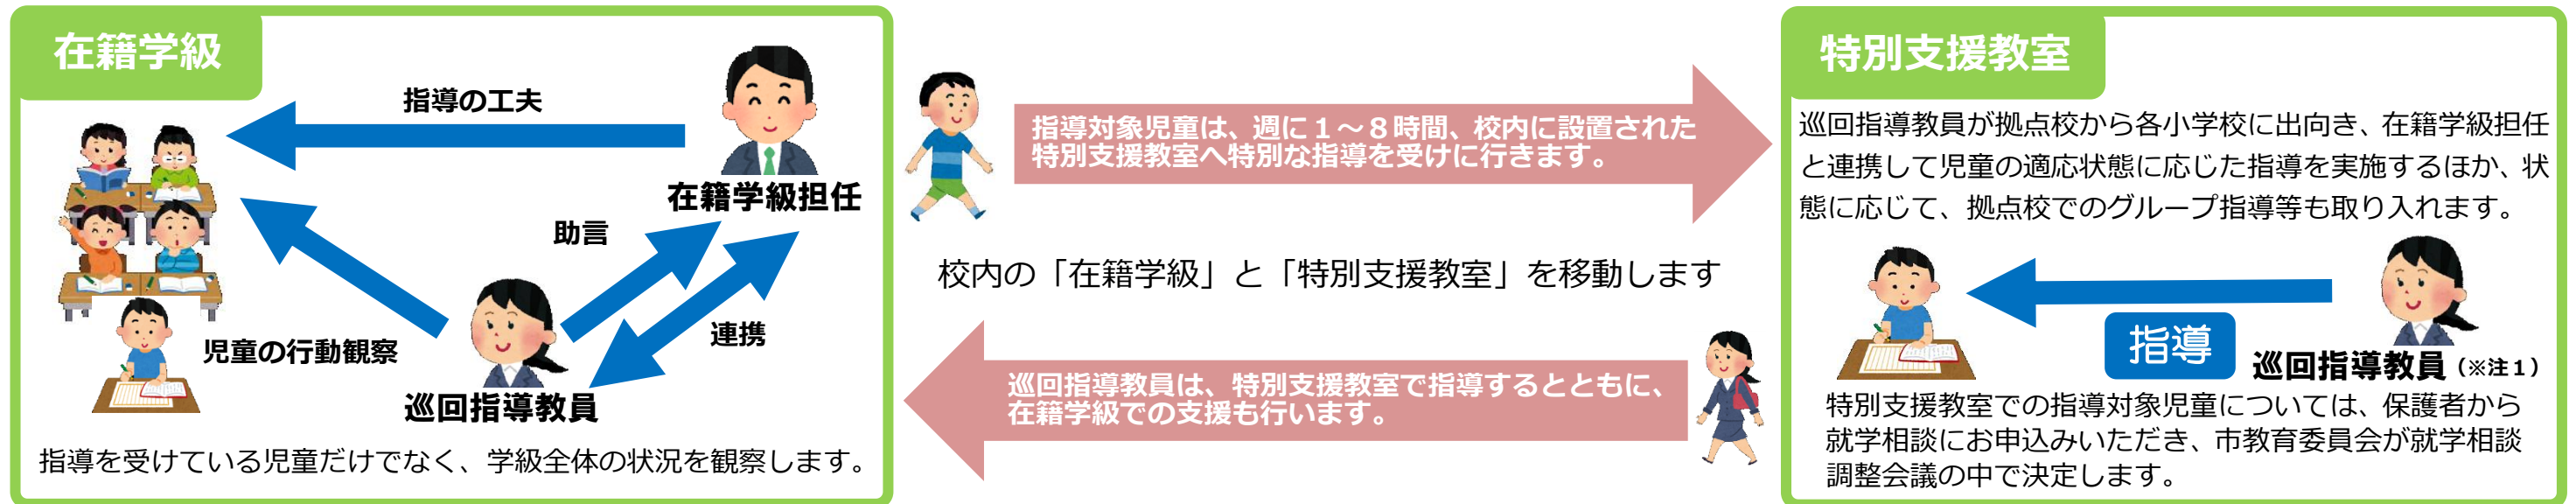 在籍学級
指導の工夫
在籍学級担任
助言
連携
児童の行動観察
巡回指導教員
指導を受けている児童だけでなく、学級全体の状況を観察します。
指導対象児童は、週に１～８時間、校内に設置された
特別支援教室へ特別な指導を受けに行きます。
校内の「在籍学級」と「特別支援教室」を移動します
巡回指導教員は、特別支援教室で指導するとともに、
在籍学級での支援も行います。
特別支援教室
巡回指導教員が拠点校から各小学校に出向き、在籍学級担任
と連携して児童の適応状態に応じた指導を実施するほか、状
態に応じて、拠点校でのグループ指導等も取り入れます。
指導
巡回指導教員（※注１）
特別支援教室での指導対象児童については、保護者から
就学相談にお申込みいただき、市教育委員会が就学相談
調整会議の中で決定します。